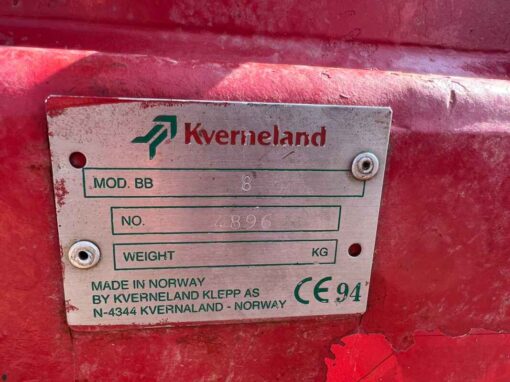 Kverneland
MOD. BB 8
NO. 4896
WEIGHT KG
MADE IN NORWAY
BY KVERNELAND KLEPP AS
N-4344 KVERNALAND - NORWAY
CE 94